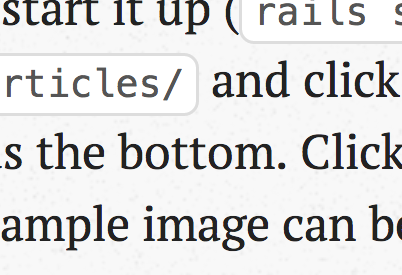 start it up (rails s
rticles/ and click
s the bottom. Click
ample image can be